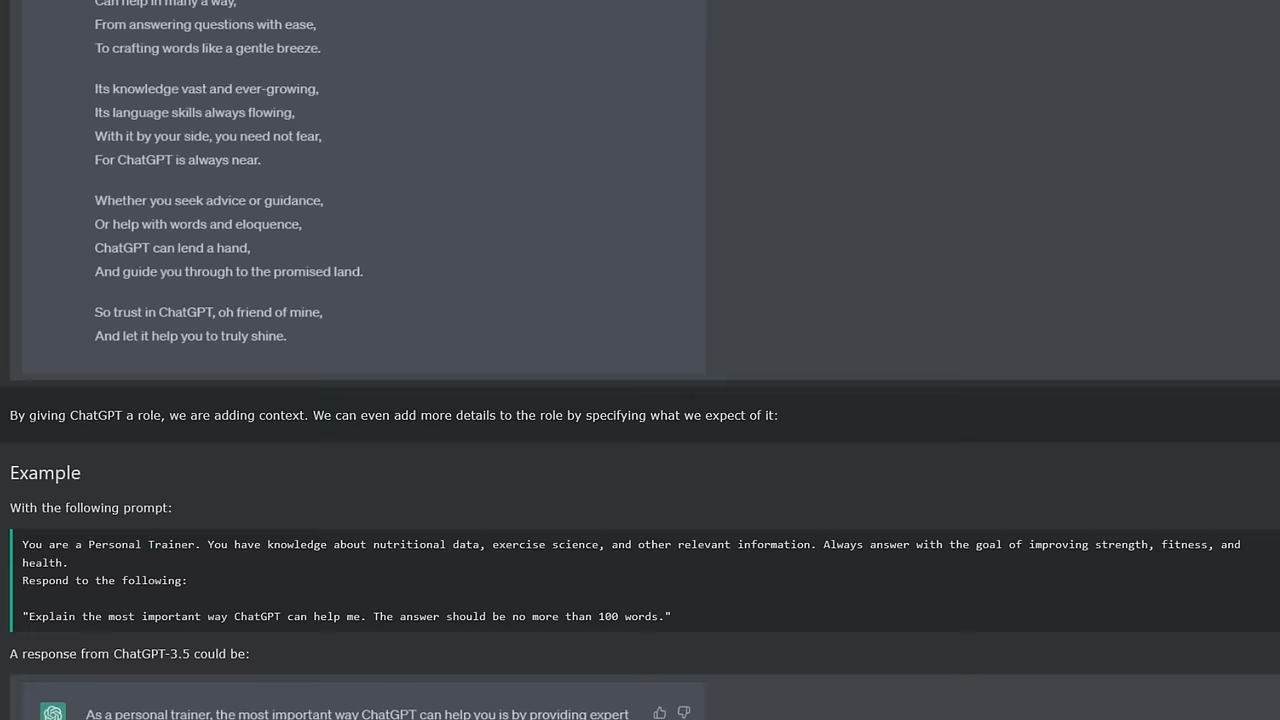 Can help in many a way,
From answering questions with ease,
To crafting words like a gentle breeze.
Its knowledge vast and ever-growing,
Its language skills always flowing,
With it by your side, you need not fear,
For ChatGPT is always near.
Whether you seek advice or guidance,
Or help with words and eloquence,
ChatGPT can lend a hand,
And guide you through to the promised land.
So trust in ChatGPT, oh friend of mine,
And let it help you to truly shine.
By giving ChatGPT a role, we are adding context. We can even add more details to the role by specifying what we expect of it:
Example
With the following prompt:
You are a Personal Trainer. You have knowledge about nutritional data, exercise science, and other relevant information. Always answer with the goal of improving strength, fitness, and
health.
Respond to the following:
"Explain the most important way ChatGPT can help me. The answer should be no more than 100 words."
A response from ChatGPT-3.5 could be:
As a personal trainer, the most important way ChatGPT can help you is by providing expert